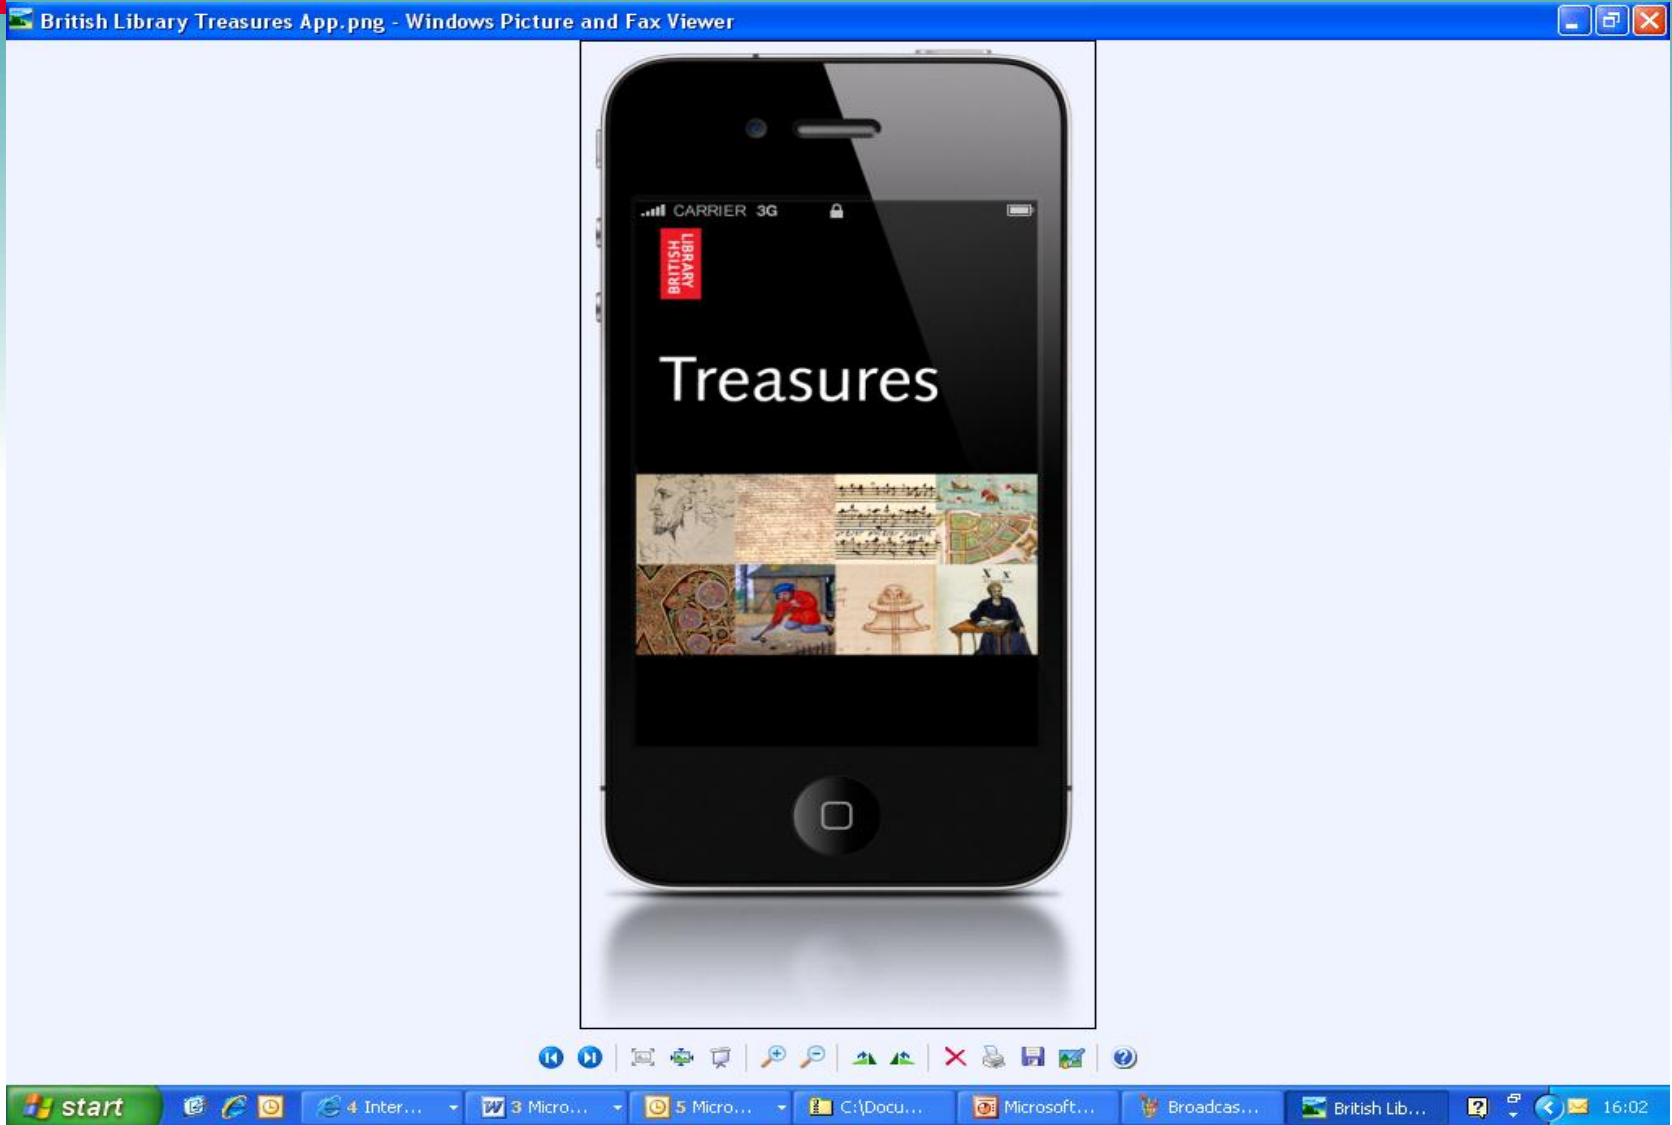 British Library Treasures App.png - Windows Picture and Fax Viewer
CARRIER 3G
BRITISH
LIBRARY
Treasures
X X
start
4 Inter...
3 Micro...
5 Micro...
C:\Docu...
Microsoft...
Broadcas...
British Lib...
16:02